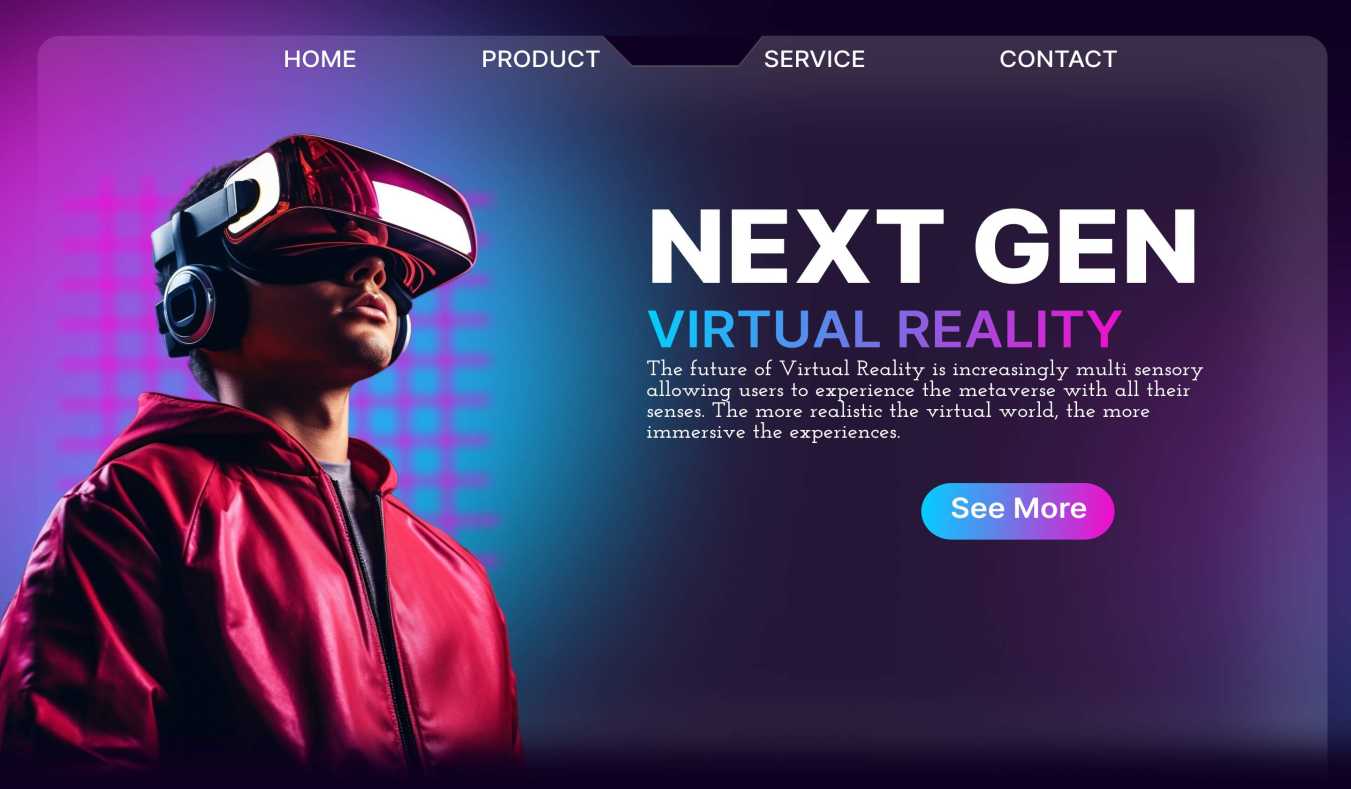 HOME PRODUCT SERVICE CONTACT
NEXT GEN
VIRTUAL REALITY
The future of Virtual Reality is increasingly multi sensory
allowing users to experience the metaverse with all their
senses. The more realistic the virtual world, the more
immersive the experiences.
See More